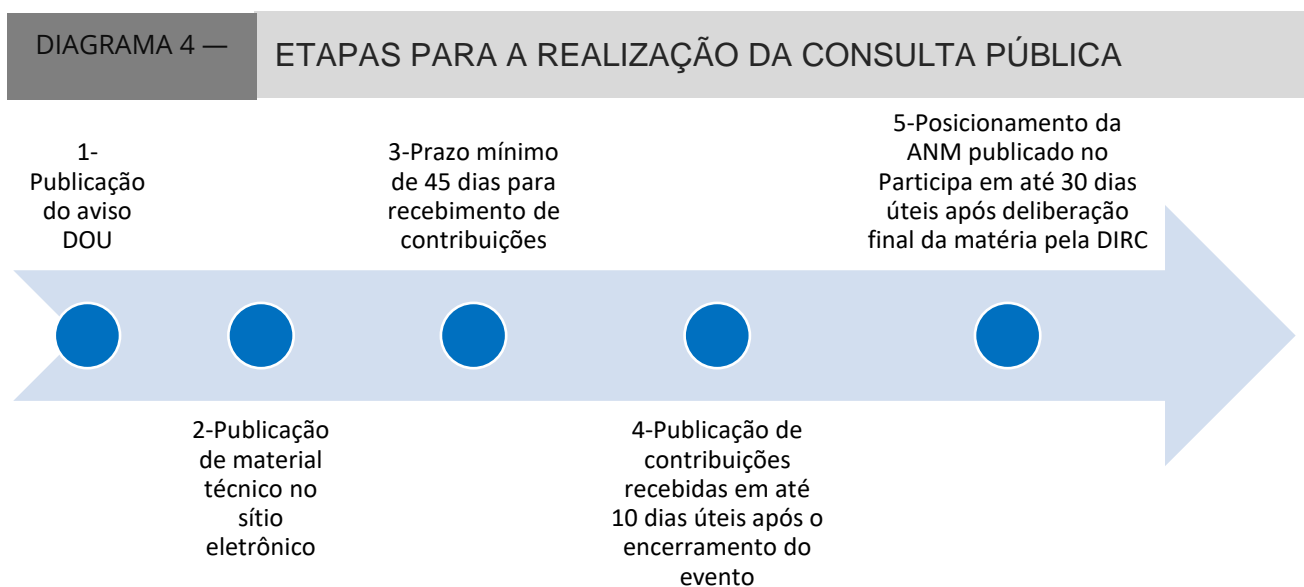 DIAGRAMA 4 —
ETAPAS PARA A REALIZAÇÃO DA CONSULTA PÚBLICA
1-
Publicação
do aviso
DOU
2-Publicação
de material
técnico no
sítio
eletrônico
3-Prazo mínimo
de 45 dias para
recebimento de
contribuições
4-Publicação de
contribuições
recebidas em até
10 dias úteis após o
encerramento do
evento
5-Posicionamento da
ANM publicado no
Participa em até 30 dias
úteis após deliberação
final da matéria pela DIRC